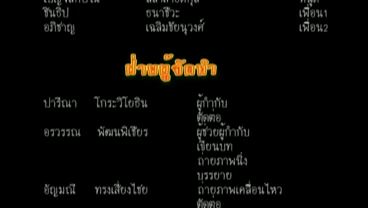 ชินธิป ธนาชีวะ เพื่อน1
อภิชาญ เฉลิมชัยนุวงศ์ เพื่อน2
ฝ่ายผู้จัดทำ
ปาริณา โกระวิโยธิน ผู้กำกับ
ตัดต่อ
อรวรรณ พัฒนพิเชียร ผู้ช่วยผู้กำกับ
เขียนบท
ถ่ายภาพนิ่ง
บรรยาย
อัญมณี ทรงเสี่ยงไชย ถ่ายภาพเคลื่อนไหว
ตัดต่อ